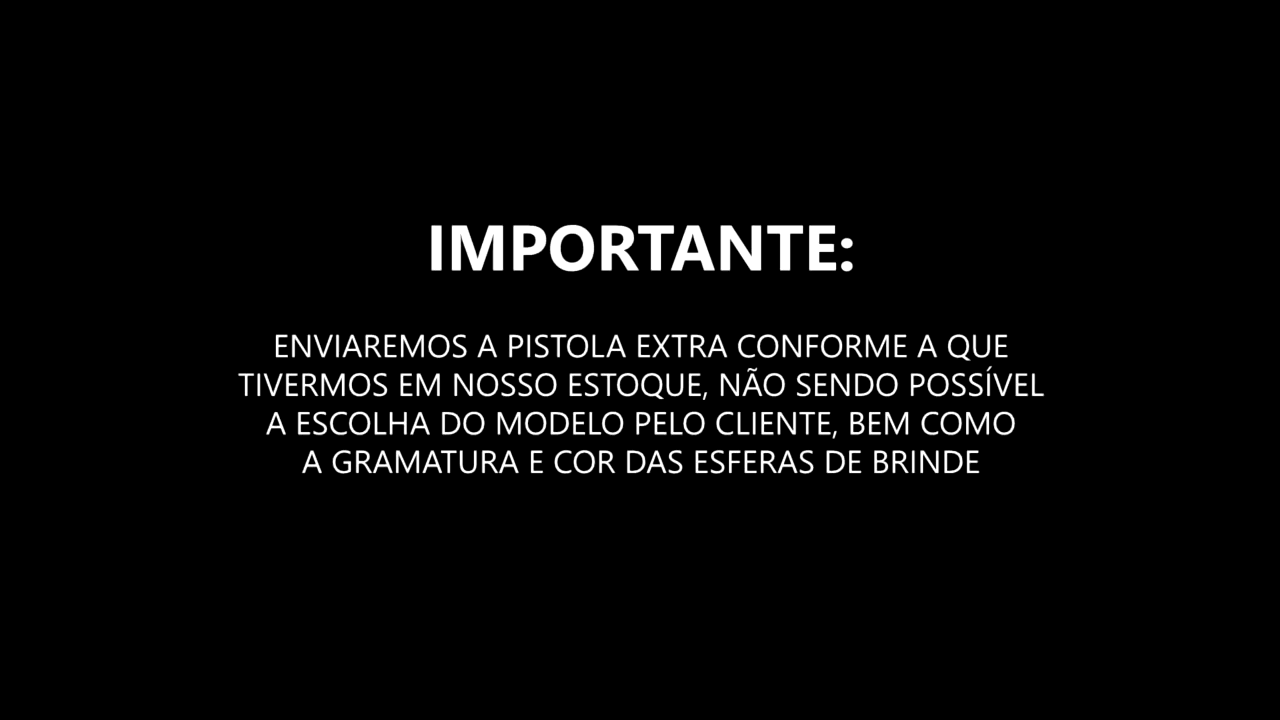 IMPORTANTE:
ENVIAREMOS A PISTOLA EXTRA CONFORME A QUE
TIVERMOS EM NOSSO ESTOQUE, NÃO SENDO POSSÍVEL
A ESCOLHA DO MODELO PELO CLIENTE, BEM COMO
A GRAMATURA E COR DAS ESFERAS DE BRINDE